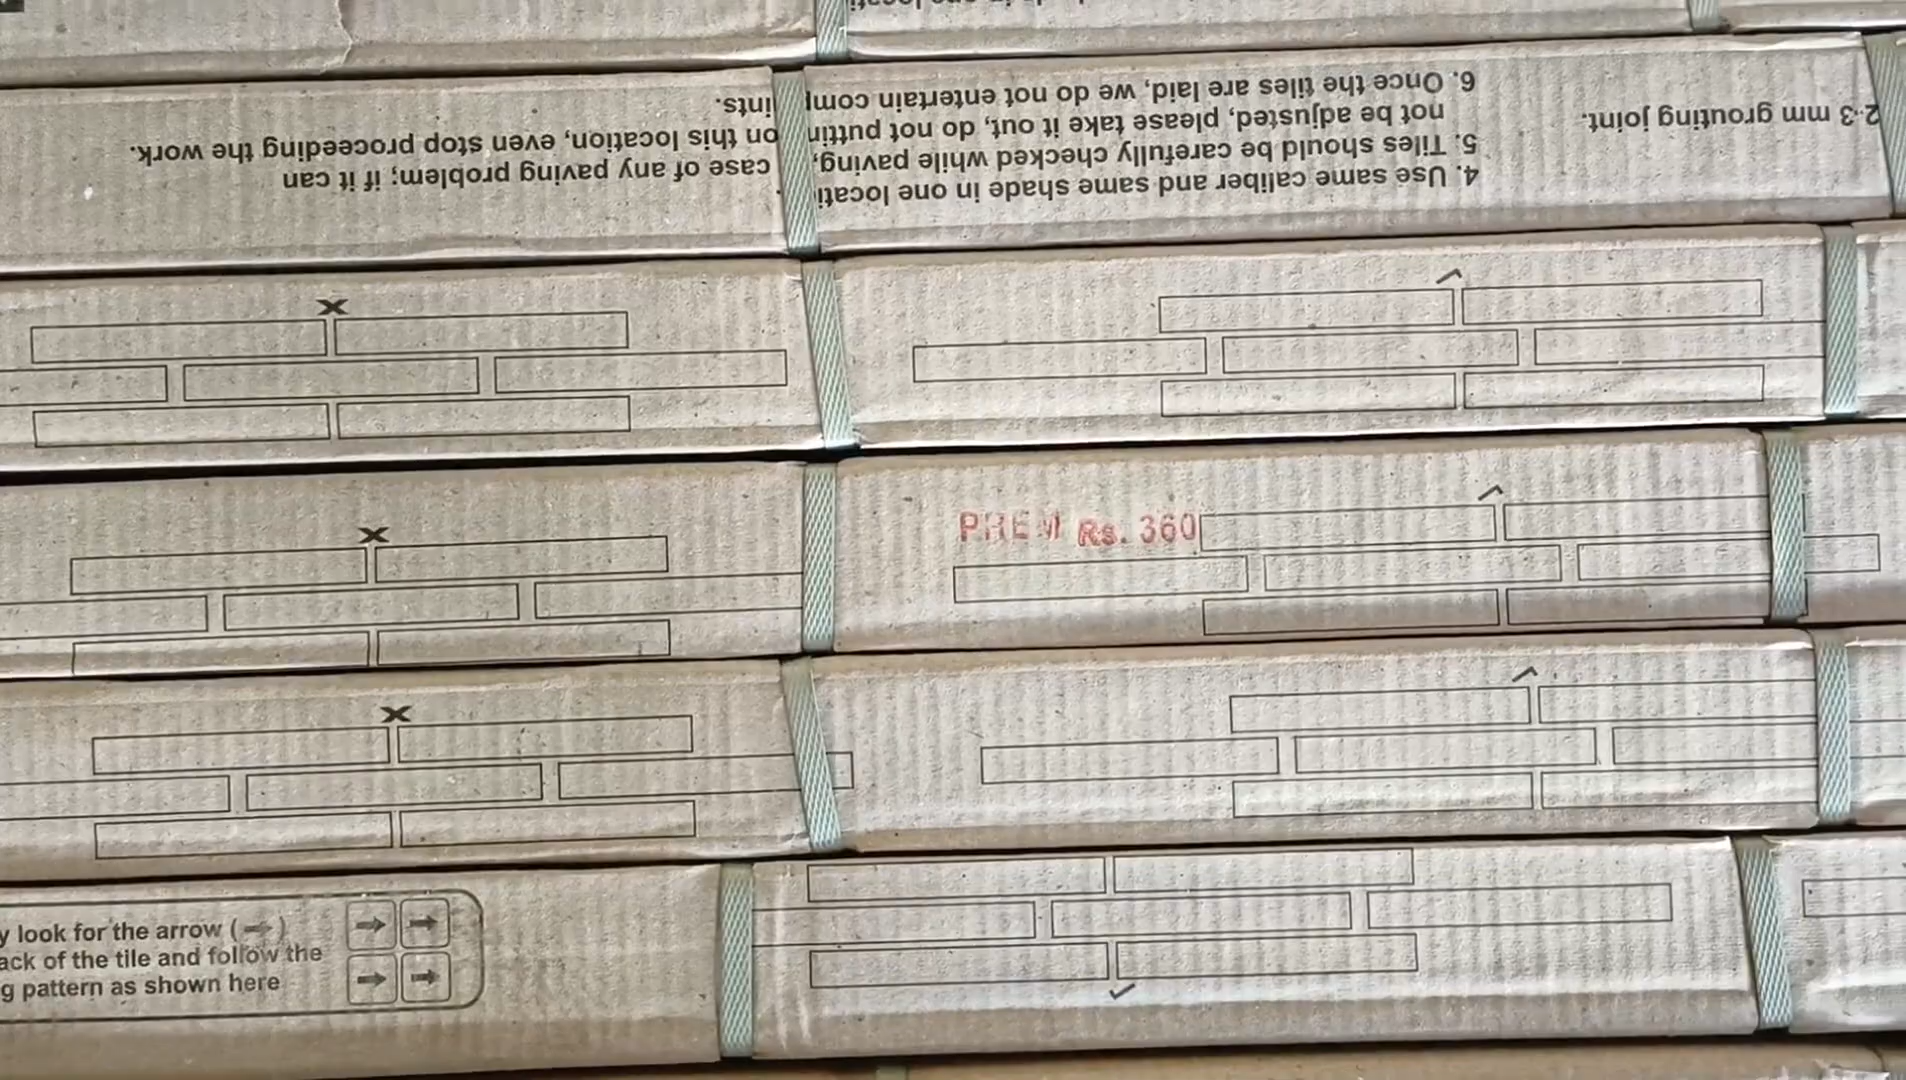 2-3 mm grouting joint.
4. Use same caliber and same shade in one locati
5. Tiles should be carefully checked while paving,
not be adjusted, please take it out, do not puttin
6. Once the tiles are laid, we do not entertain comp
case of any paving problem; if it can
on this location, even stop proceeding the work.
ints.
PREM Rs. 360
y look for the arrow (➡)
ack of the tile and follow the
g pattern as shown here